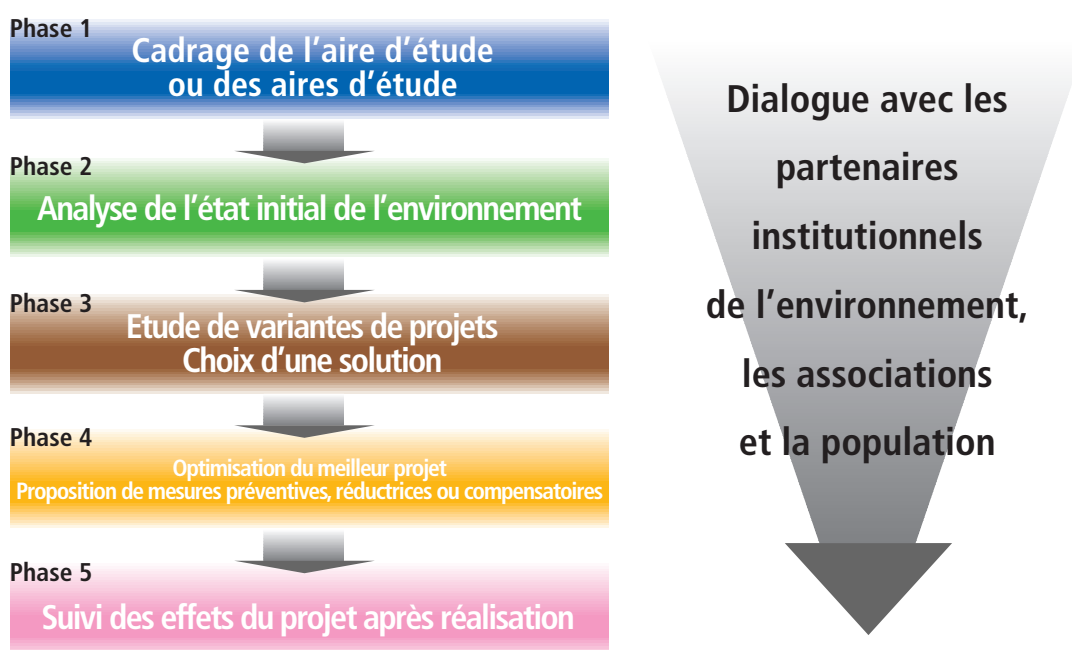 Phase 1
Cadrage de l'aire d'étude
ou des aires d'étude
Phase 2
Analyse de l'état initial de l'environnement
Phase 3
Etude de variantes de projets
Choix d'une solution
Phase 4
Optimisation du meilleur projet
Proposition de mesures préventives, réductrices ou compensatoires
Phase 5
Suivi des effets du projet après réalisation
Dialogue avec les
partenaires
institutionnels
de l'environnement,
les associations
et la population